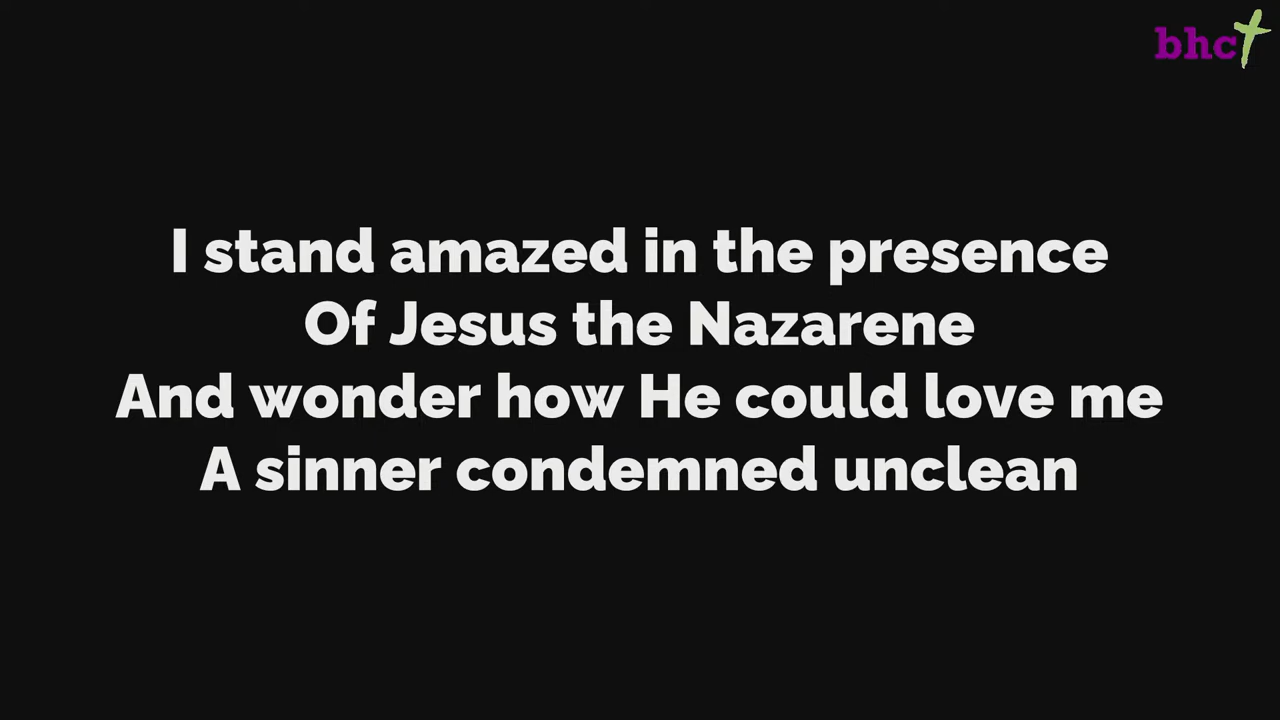 bhc
I stand amazed in the presence
Of Jesus the Nazarene
And wonder how He could love me
A sinner condemned unclean